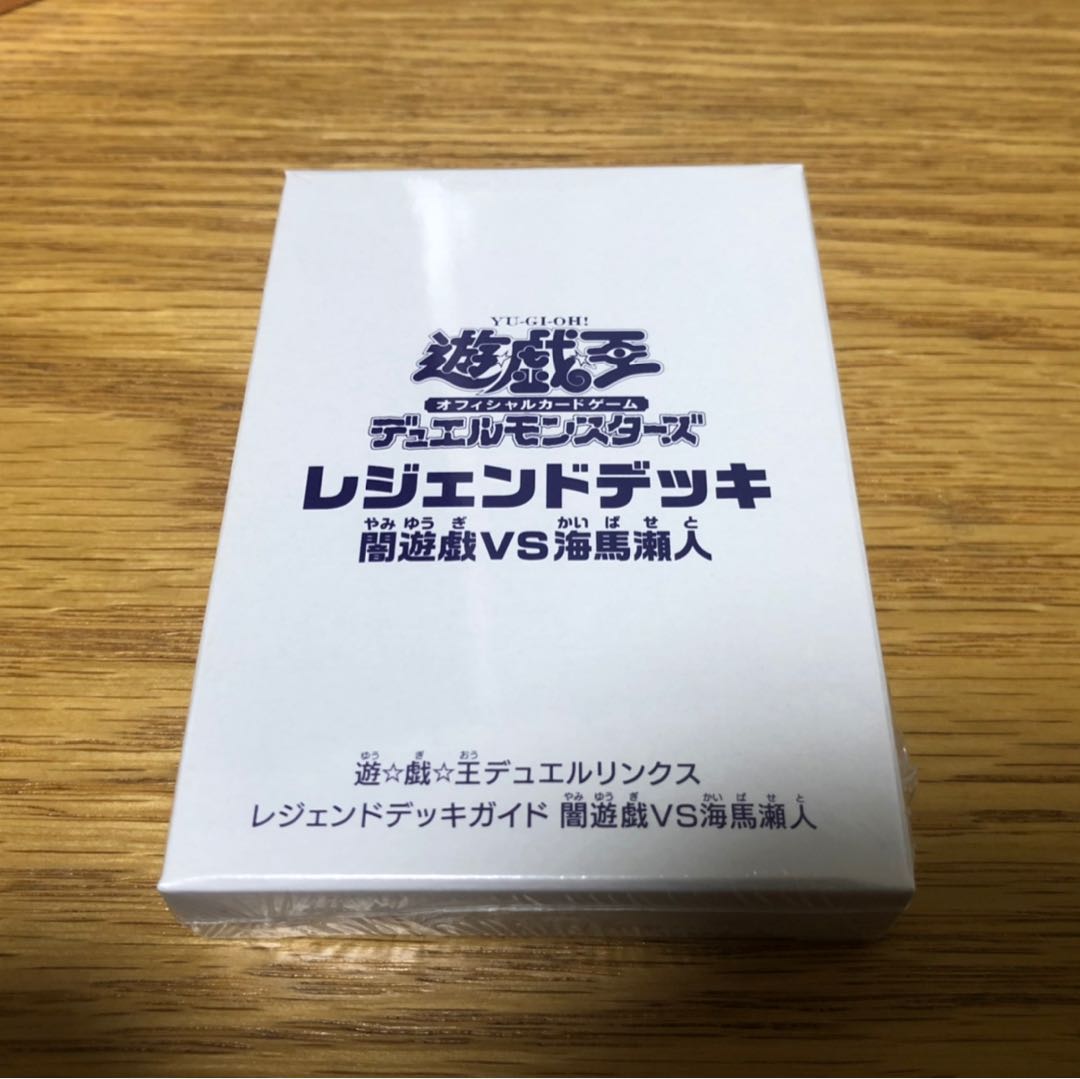 YU-GI-OH!
遊☆戯☆王
オフィシャルカードゲーム
デュエルモンスターズ
レジェンドデッキ
やみ ゆう ぎ かい ば せ と
闇遊戯VS海馬瀬人
ゆう ぎ おう
遊☆戯☆王デュエルリンクス
やみ ゆう ぎ かい ば せ と
レジェンドデッキガイド 闇遊戯VS海馬瀬人